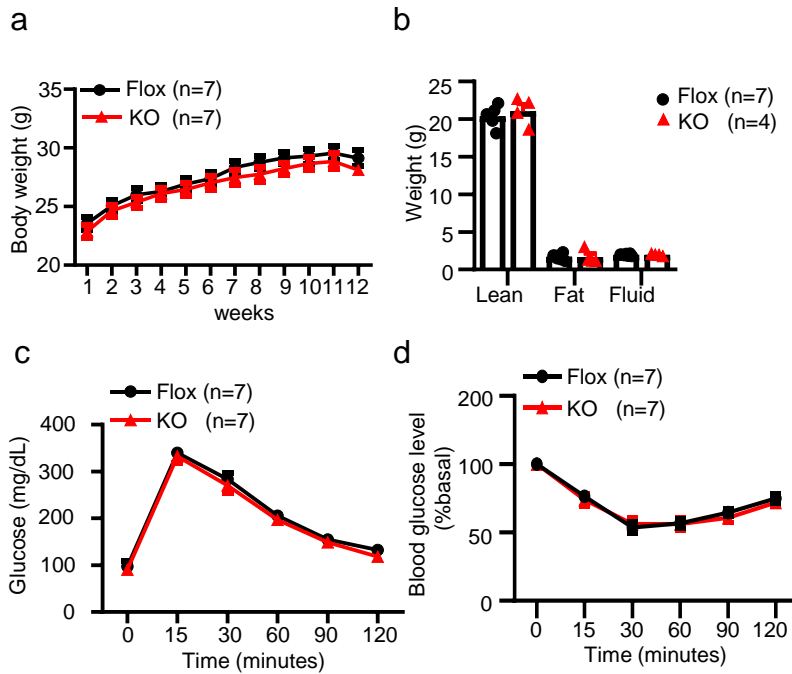 a
Flox (n=7)
KO (n=7)
Body weight (g)
35
30
25
20
1 2 3 4 5 6 7 8 9 10 11 12
weeks
b
Flox (n=7)
KO (n=4)
Weight (g)
25
20
15
10
5
0
Lean Fat Fluid
c
Flox (n=7)
KO (n=7)
Glucose (mg/dL)
400
300
200
100
0
0 15 30 60 90 120
Time (minutes)
d
Flox (n=7)
KO (n=7)
Blood glucose level
(%basal)
200
100
50
0
0 15 30 60 90 120
Time (minutes)